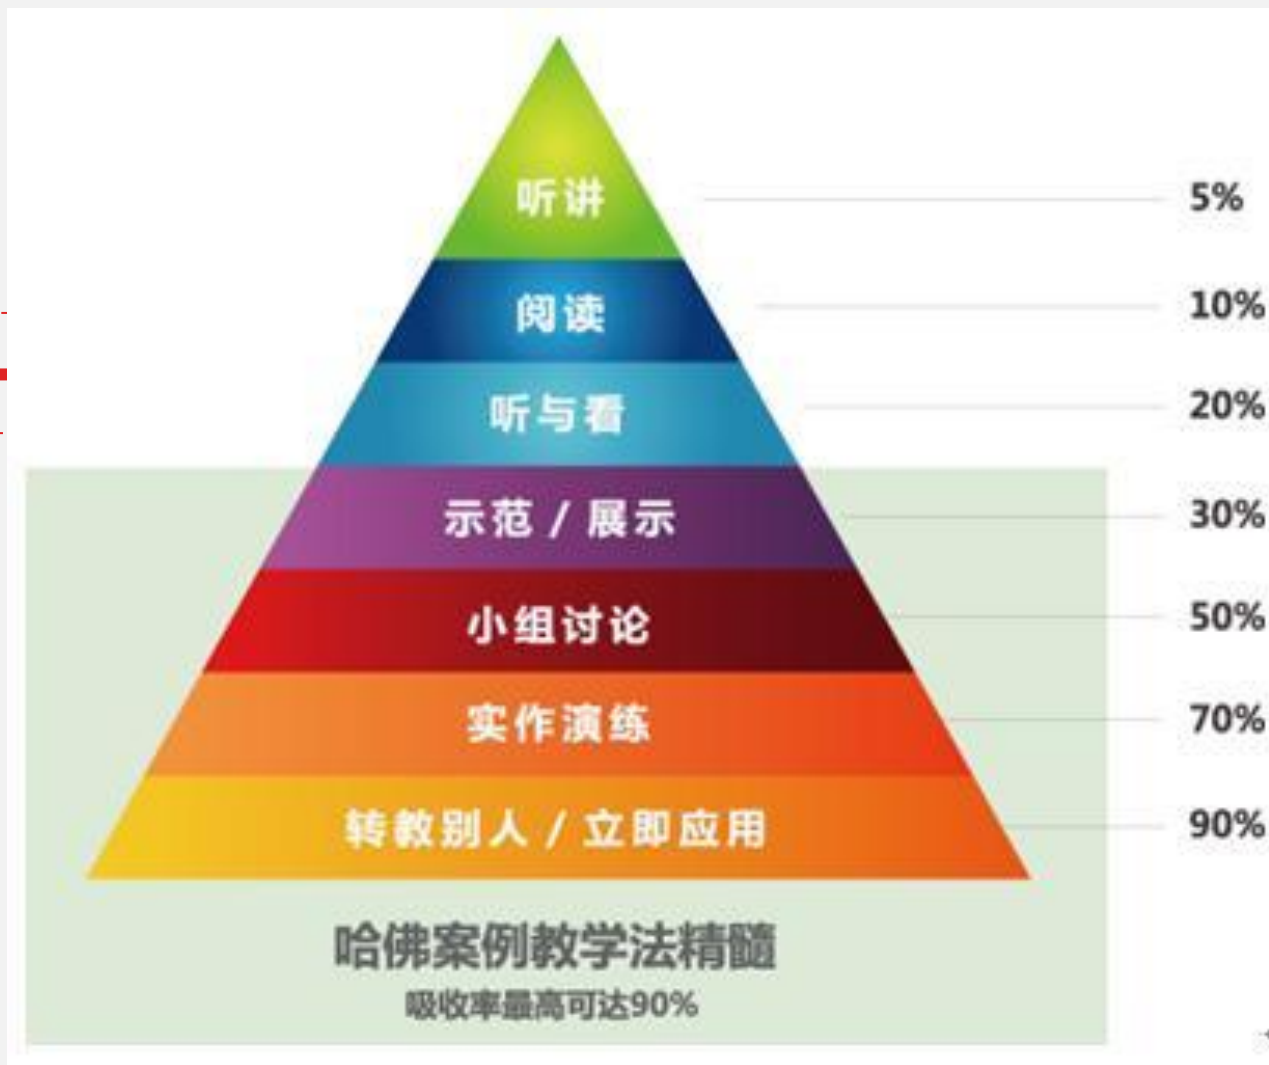 听讲 5%
阅读 10%
听与看 20%
示范 / 展示 30%
小组讨论 50%
实作演练 70%
转教别人 / 立即应用 90%
哈佛案例教学法精髓
吸收率最高可达90%